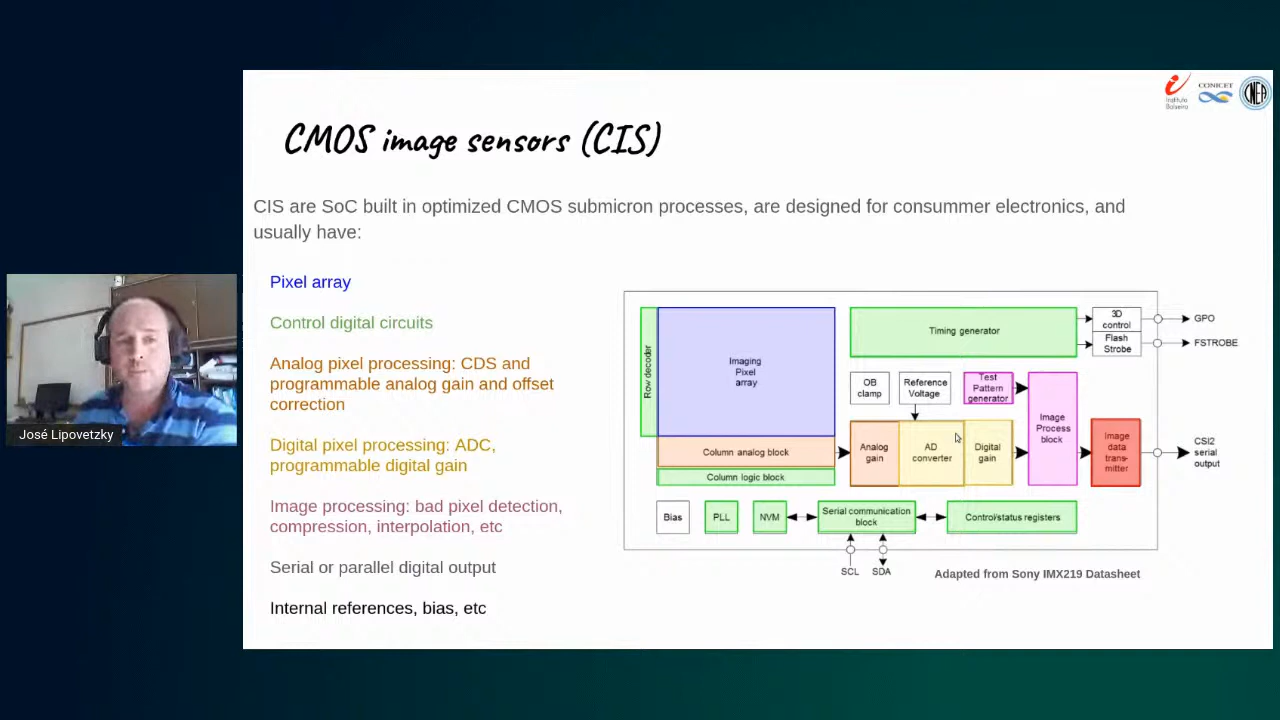 Instituto
Balseiro
CONICET
CNEA
CMOS image sensors (CIS)
CIS are SoC built in optimized CMOS submicron processes, are designed for consummer electronics, and
usually have:
Pixel array
Control digital circuits
Analog pixel processing: CDS and
programmable analog gain and offset
correction
Digital pixel processing: ADC,
programmable digital gain
Image processing: bad pixel detection,
compression, interpolation, etc
Serial or parallel digital output
Internal references, bias, etc
Row decoder
Imaging
Pixel
array
Column analog block
Column logic block
Timing generator
3D
control
Flash
Strobe
GPO
FSTROBE
OB
clamp
Reference
Voltage
Test
Pattern
generator
Image
Process
block
Analog
gain
AD
converter
Digital
gain
Image
data
trans-
mitter
CSI2
serial
output
Bias
PLL
NVM
Serial communication
block
Control/status registers
SCL
SDA
Adapted from Sony IMX219 Datasheet
José Lipovetzky